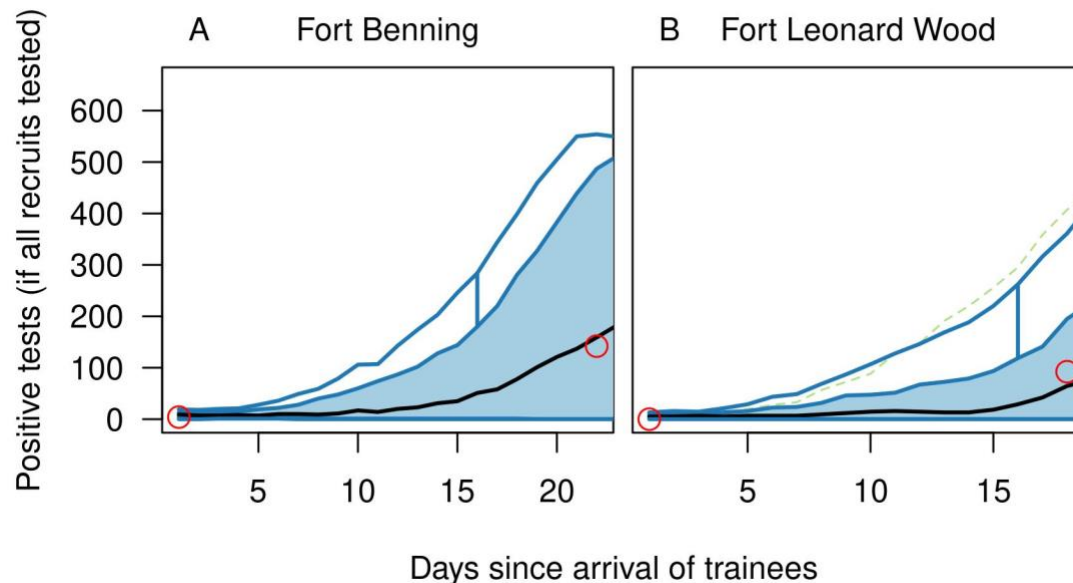 A Fort Benning
B Fort Leonard Wood
Positive tests (if all recruits tested)
600
500
400
300
200
100
0
5 10 15 20
5 10 15
Days since arrival of trainees